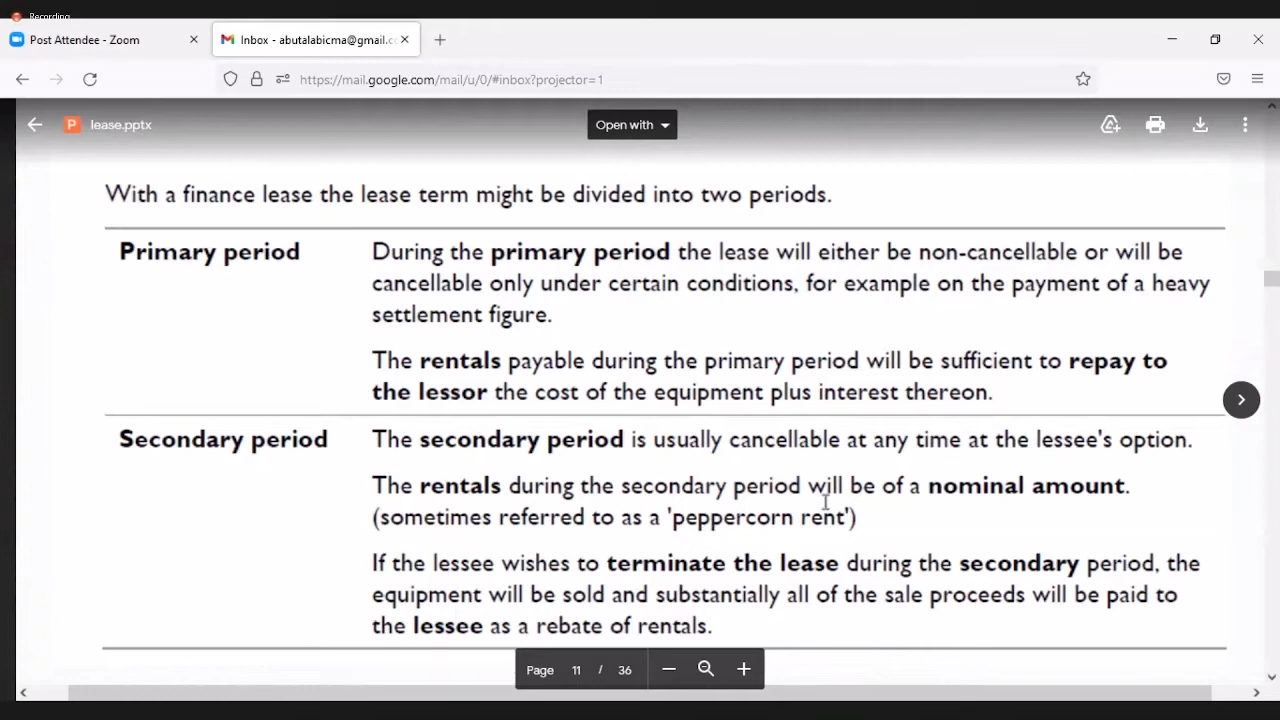 Recording
Post Attendee - Zoom
Inbox - abutalabicma@gmail.c
https://mail.google.com/mail/u/0/#inbox?projector=1
P lease.pptx
Open with
With a finance lease the lease term might be divided into two periods.
Primary period
During the primary period the lease will either be non-cancellable or will be
cancellable only under certain conditions, for example on the payment of a heavy
settlement figure.
The rentals payable during the primary period will be sufficient to repay to
the lessor the cost of the equipment plus interest thereon.
Secondary period
The secondary period is usually cancellable at any time at the lessee's option.
The rentals during the secondary period will be of a nominal amount.
(sometimes referred to as a 'peppercorn rent')
If the lessee wishes to terminate the lease during the secondary period, the
equipment will be sold and substantially all of the sale proceeds will be paid to
the lessee as a rebate of rentals.
Page 11 / 36